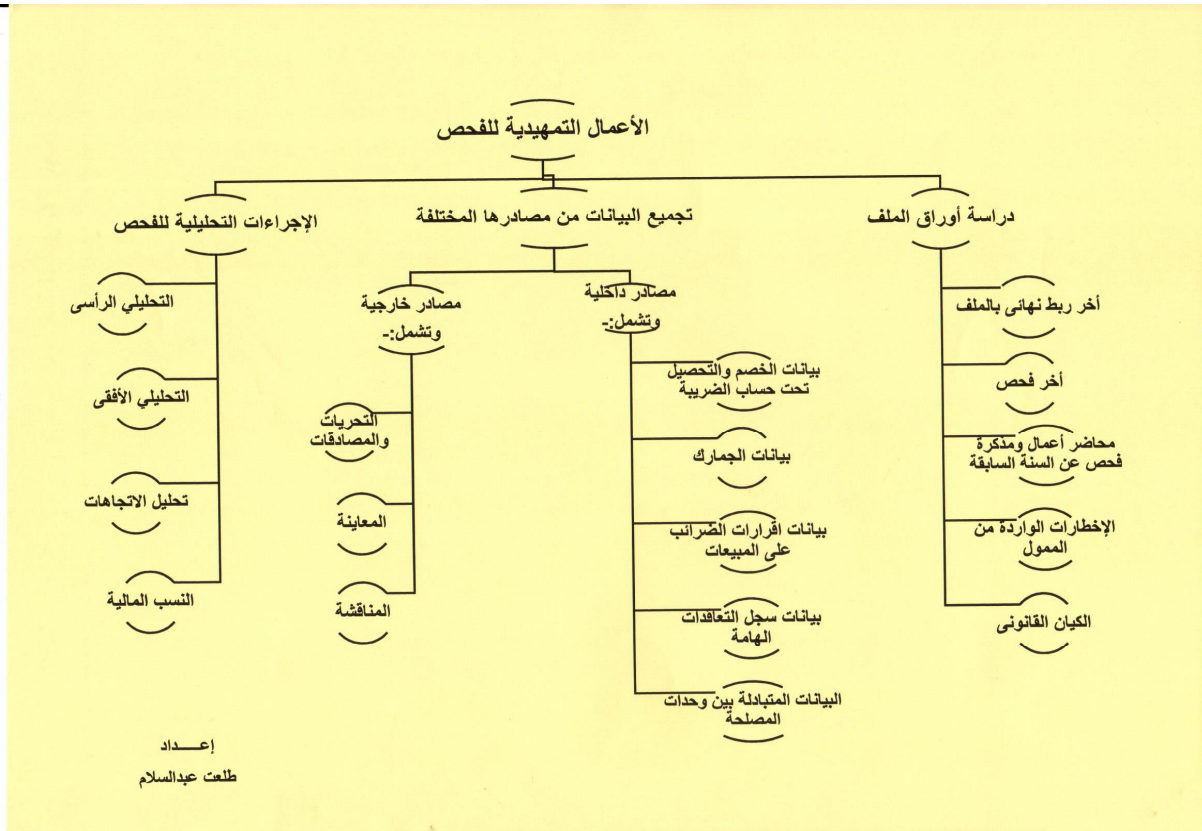 الأعمال التمهيدية للفحص
دراسة أوراق الملف
أخر ربط نهائى بالملف
أخر فحص
محاضر أعمال ومذكرة
فحص عن السنة السابقة
الإخطارات الواردة من
الممول
الكيان القانونى
تجميع البيانات من مصادرها المختلفة
مصادر داخلية
وتشمل:-
بيانات الخصم والتحصيل
تحت حساب الضريبة
بيانات الجمارك
بيانات اقرارات الضرائب
على المبيعات
بيانات سجل التعاقدات
الهامة
البيانات المتبادلة بين وحدات
المصلحة
مصادر خارجية
وتشمل:-
التحريات
والمصادقات
المعاينة
المناقشة
الإجراءات التحليلية للفحص
التحليلي الرأسى
التحليلي الأفقى
تحليل الاتجاهات
النسب المالية
إعــــداد
طلعت عبدالسلام